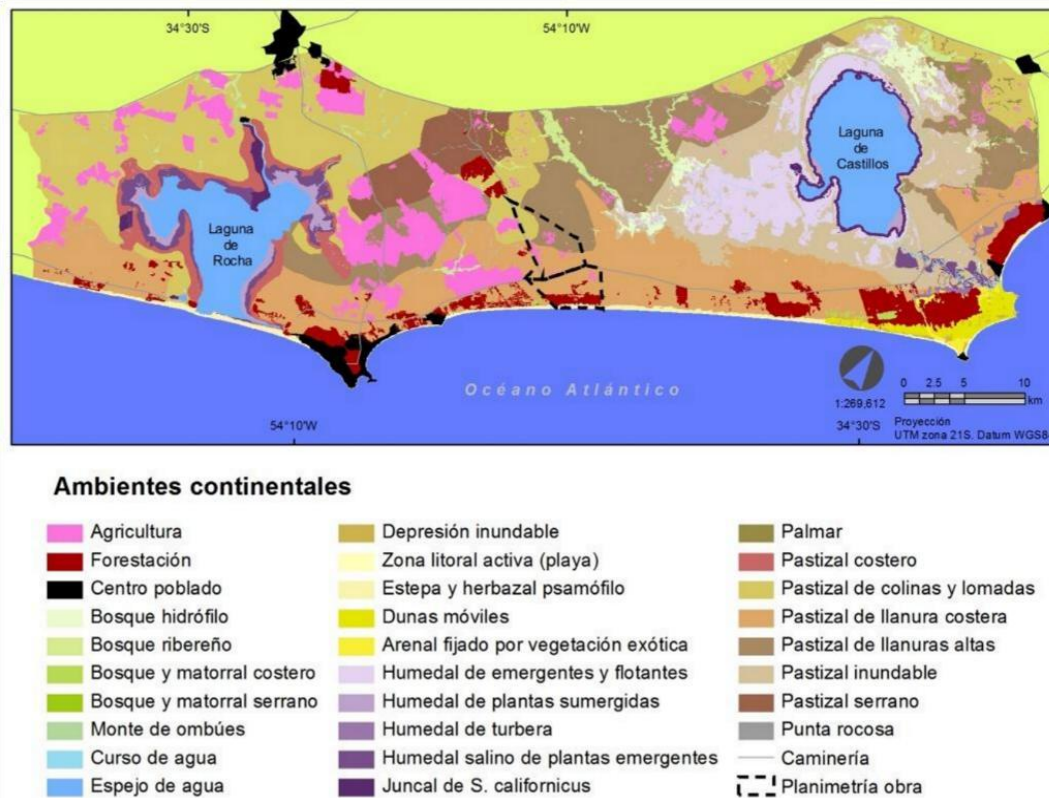 34°30'S
54°10'W
Laguna
de
Castillos
Laguna
de
Rocha
Océano Atlántico
1:269,612
0 2.5 5 10
km
Proyección
UTM zona 21S. Datum WGS8
54°10'W
34°30'S
Ambientes continentales
Agricultura
Forestación
Centro poblado
Bosque hidrófilo
Bosque ribereño
Bosque y matorral costero
Bosque y matorral serrano
Monte de ombúes
Curso de agua
Espejo de agua
Depresión inundable
Zona litoral activa (playa)
Estepa y herbazal psamófilo
Dunas móviles
Arenal fijado por vegetación exótica
Humedal de emergentes y flotantes
Humedal de plantas sumergidas
Humedal de turbera
Humedal salino de plantas emergentes
Juncal de S. californicus
Palmar
Pastizal costero
Pastizal de colinas y lomadas
Pastizal de llanura costera
Pastizal de llanuras altas
Pastizal inundable
Pastizal serrano
Punta rocosa
Caminería
Planimetría obra